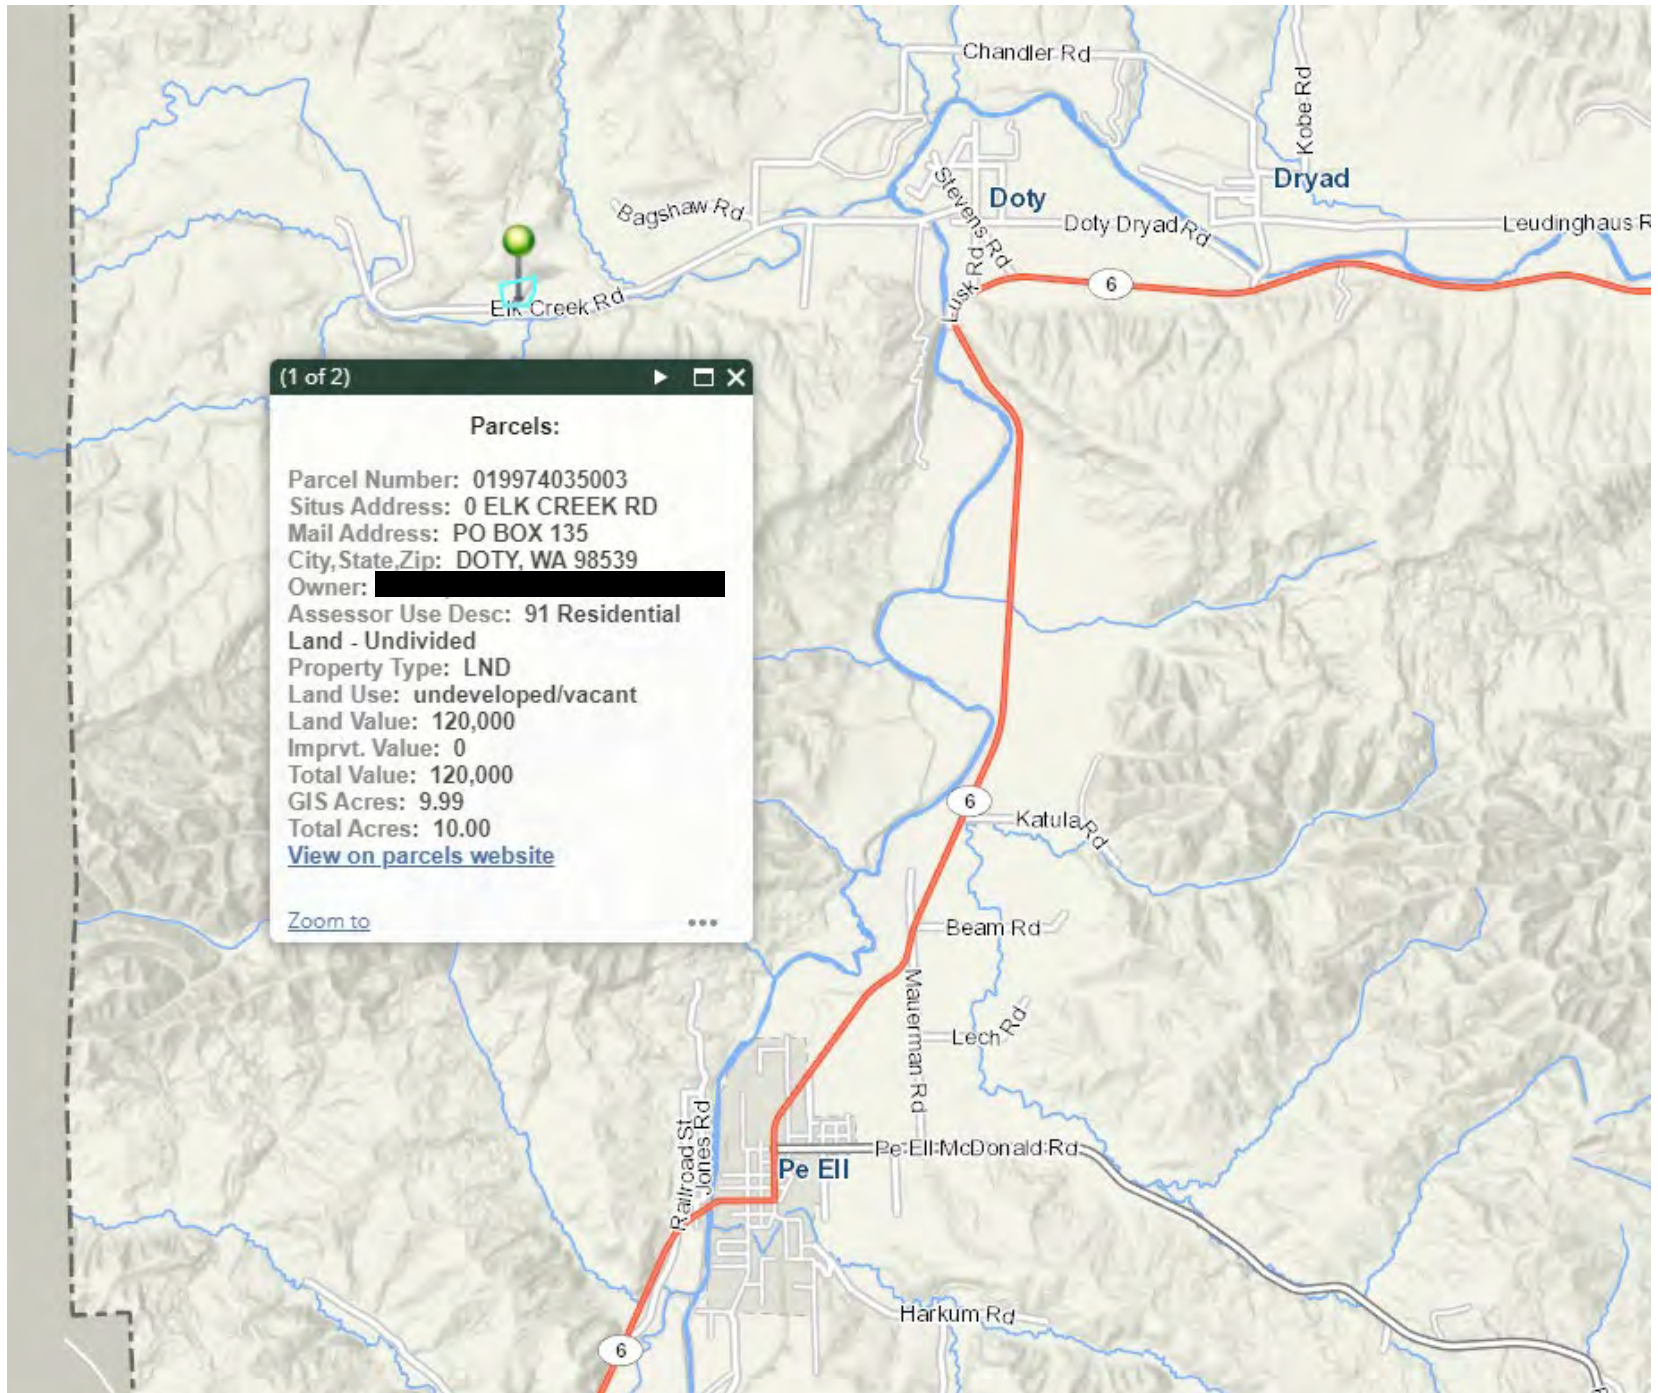 Chandler Rd
Kobe Rd
Dryad
Stevens Rd
Doty
Bagshaw Rd
Doty Dryad Rd
Leudinghaus R
Lusk Rd
6
Elk Creek Rd
(1 of 2)
Parcels:
Parcel Number: 019974035003
Situs Address: 0 ELK CREEK RD
Mail Address: PO BOX 135
City,State,Zip: DOTY, WA 98539
Owner:
Assessor Use Desc: 91 Residential
Land - Undivided
Property Type: LND
Land Use: undeveloped/vacant
Land Value: 120,000
Imprvt. Value: 0
Total Value: 120,000
GIS Acres: 9.99
Total Acres: 10.00
View on parcels website
Zoom to
6
Katula Rd
Beam Rd
Mauerman Rd
Lech Rd
Railroad St
Jones Rd
Pe Ell McDonald Rd
Pe Ell
Harkum Rd
6